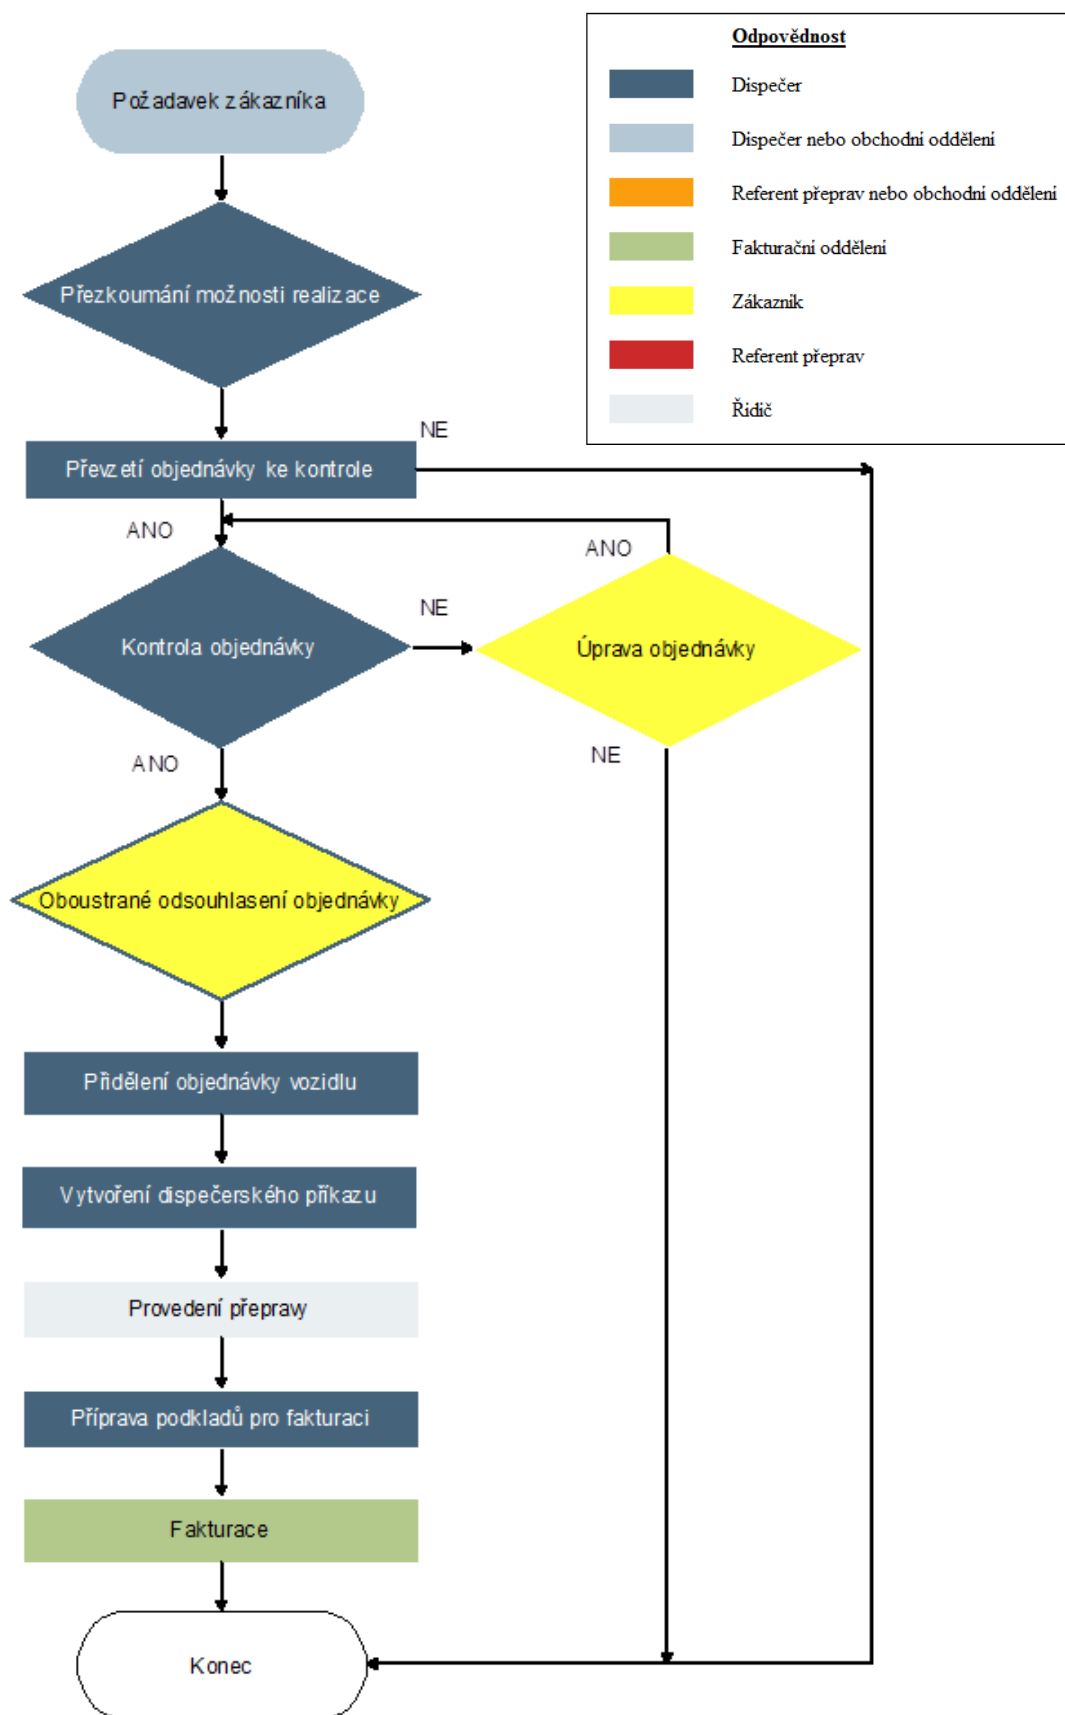 Požadavek zákazníka
Odpovědnost
Dispečer
Dispečer nebo obchodní oddělení
Referent přeprav nebo obchodní oddělení
Fakturační oddělení
Zákazník
Referent přeprav
Řidič
Přezkoumání možnosti realizace
NE
Převzetí objednávky ke kontrole
ANO
ANO
NE
Kontrola objednávky
Úprava objednávky
ANO
NE
Oboustrané odsouhlasení objednávky
Přidělení objednávky vozidlu
Vytvoření dispečerského příkazu
Provedení přepravy
Příprava podkladů pro fakturaci
Fakturace
Konec